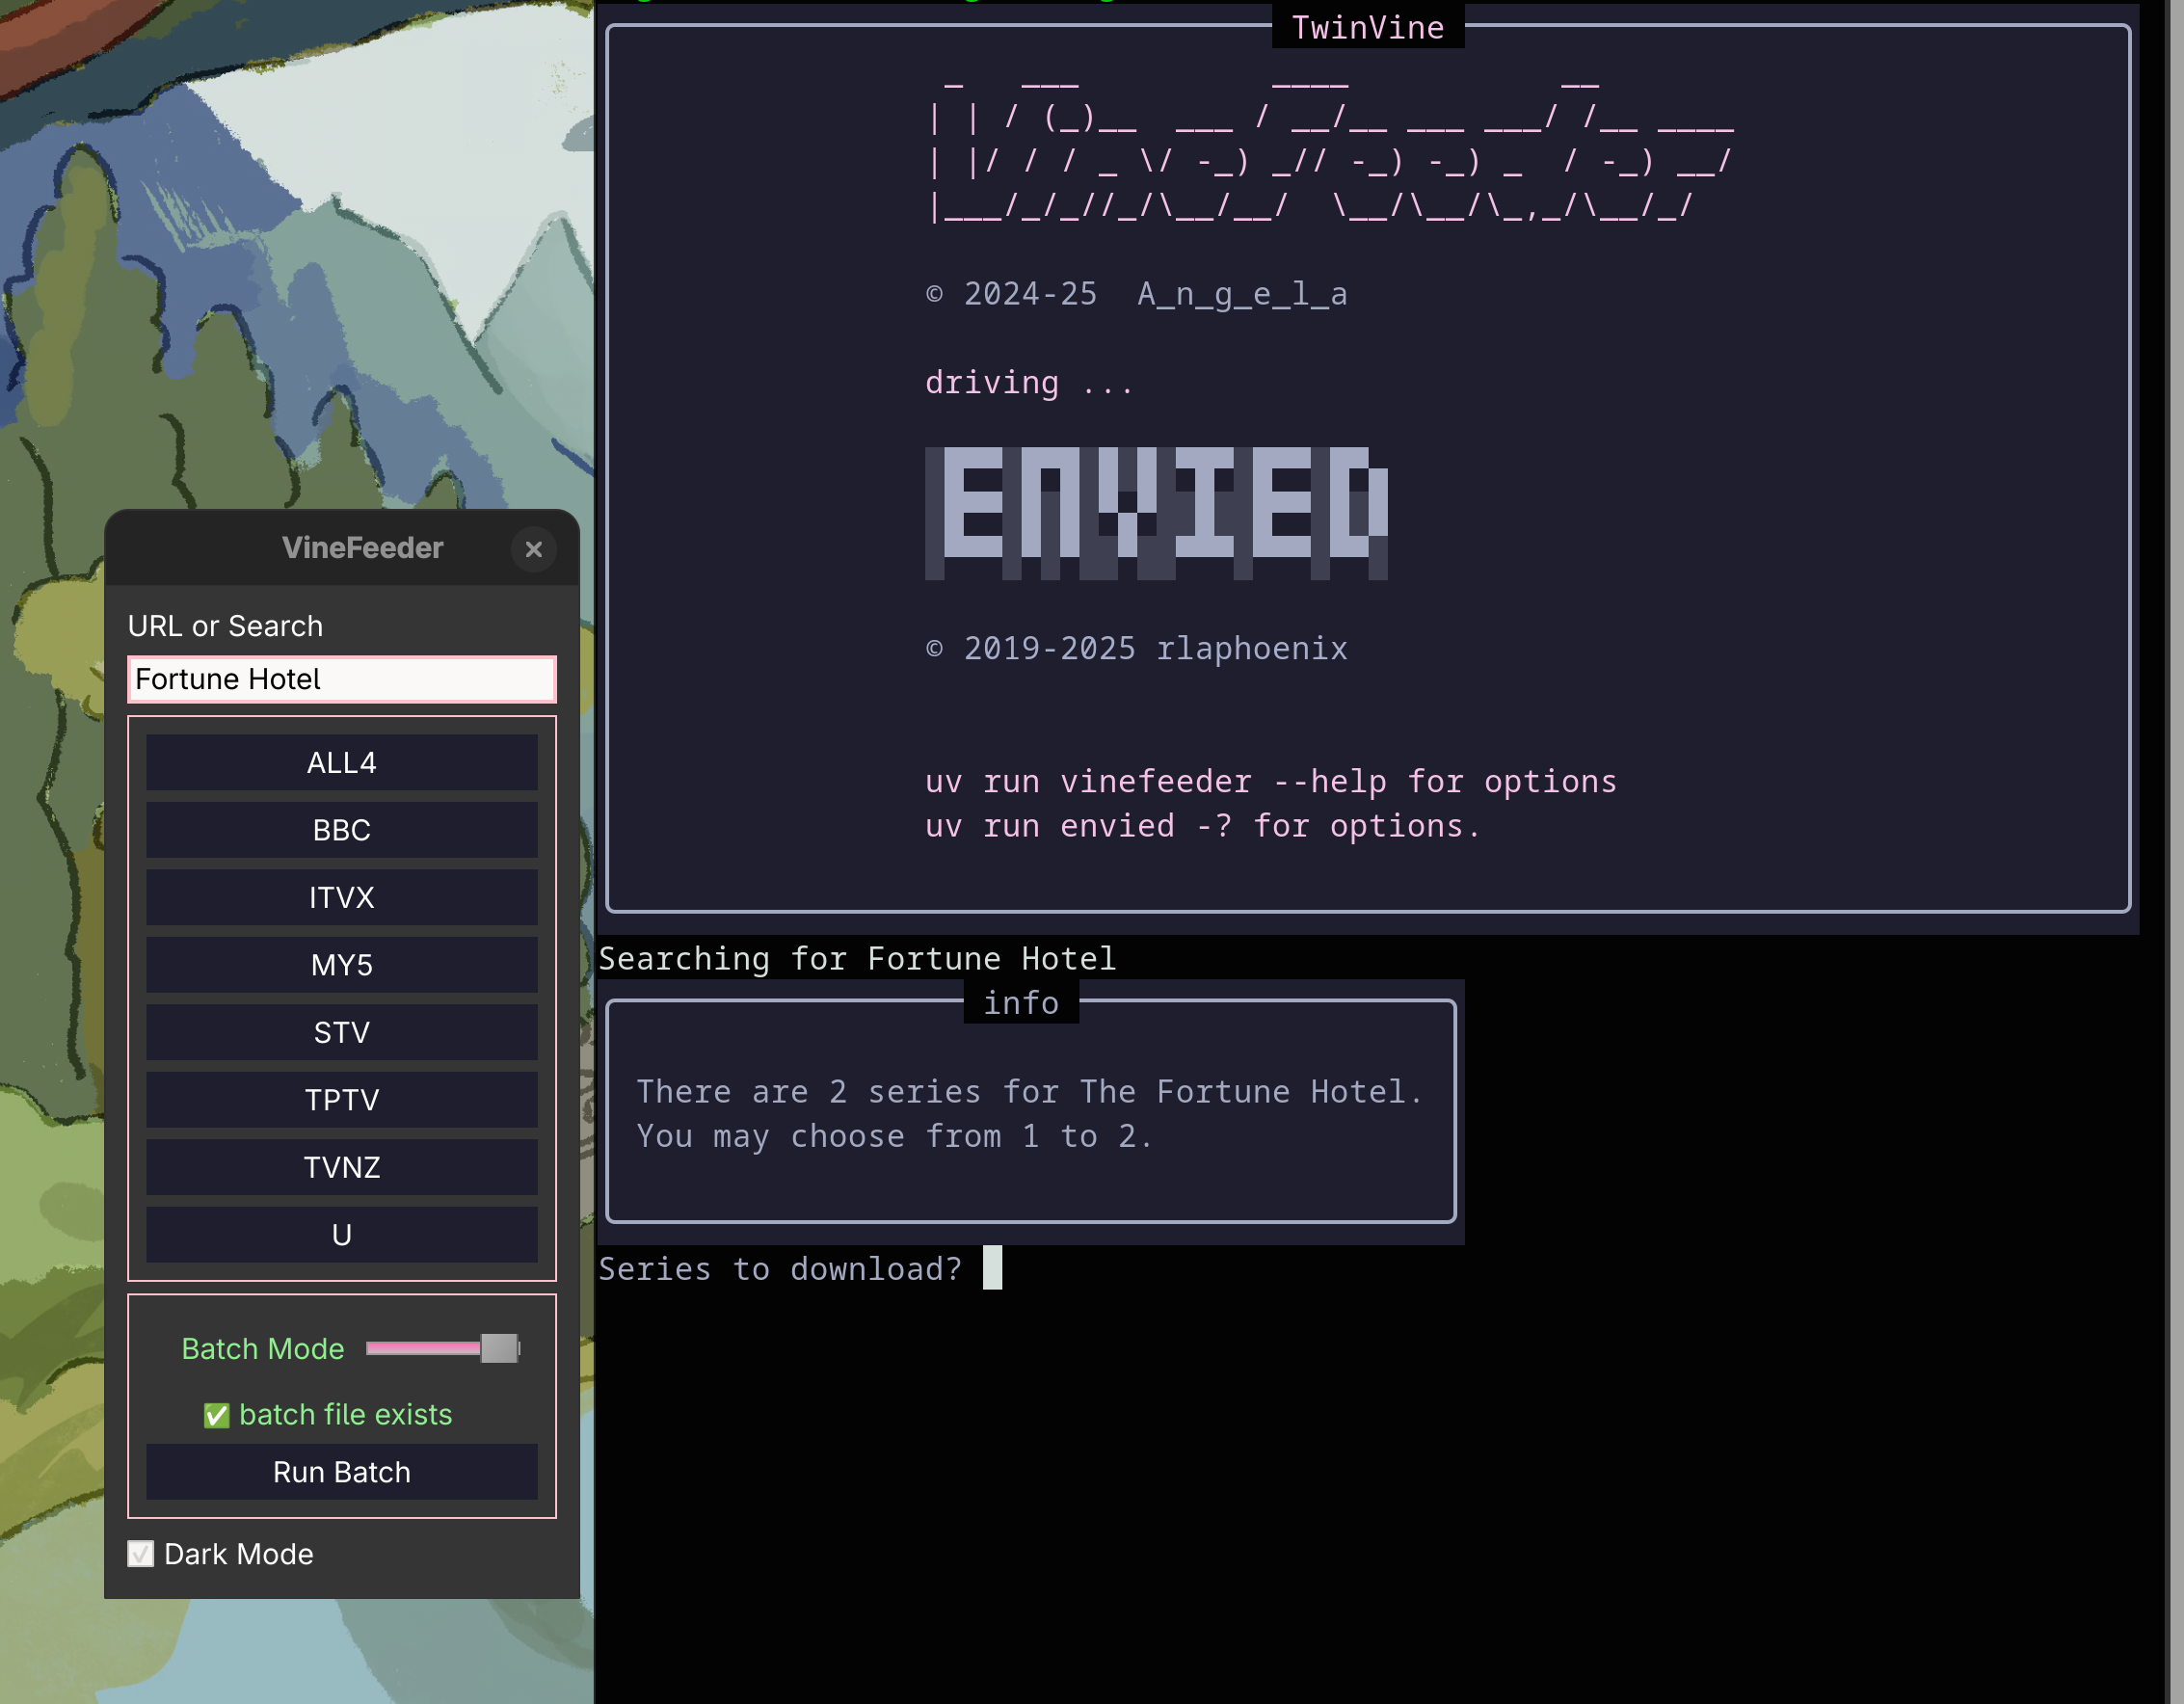 VineFeeder
URL or Search
Fortune Hotel
ALL4
BBC
ITVX
MY5
STV
TPTV
TVNZ
U
Batch Mode
✅ batch file exists
Run Batch
Dark Mode
TwinVine
VineFeeder
© 2024-25  A_n_g_e_l_a
driving ...
ENVIED
© 2019-2025 rlaphoenix
uv run vinefeeder --help for options
uv run envied -? for options.
Searching for Fortune Hotel
info
There are 2 series for The Fortune Hotel.
You may choose from 1 to 2.
Series to download?